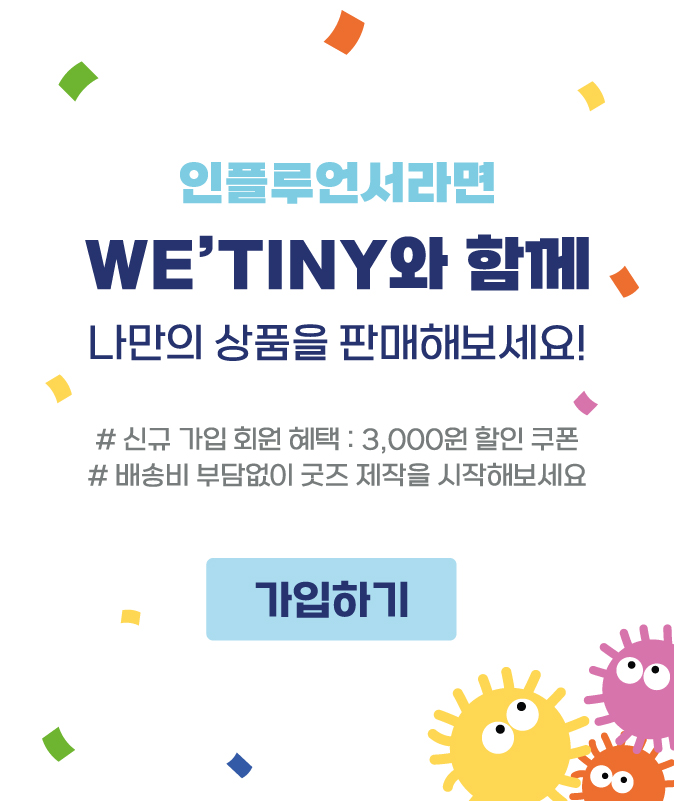 인플루언서라면
WE’TINY와 함께
나만의 상품을 판매해보세요!
# 신규 가입 회원 혜택 : 3,000원 할인 쿠폰
# 배송비 부담없이 굿즈 제작을 시작해보세요
가입하기